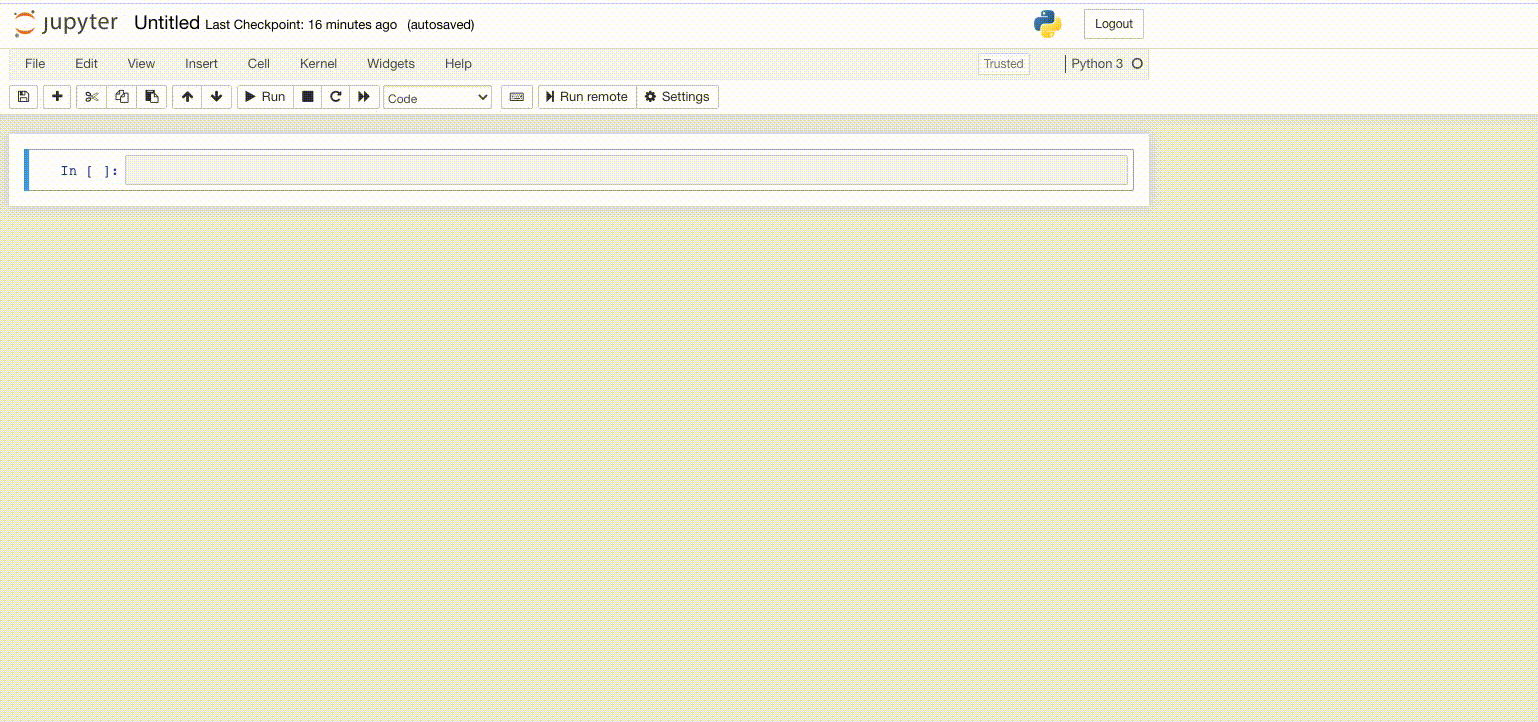 jupyter Untitled Last Checkpoint: 16 minutes ago (autosaved) Logout
File Edit View Insert Cell Kernel Widgets Help Trusted Python 3
Run Code Run remote Settings
In [ ]: